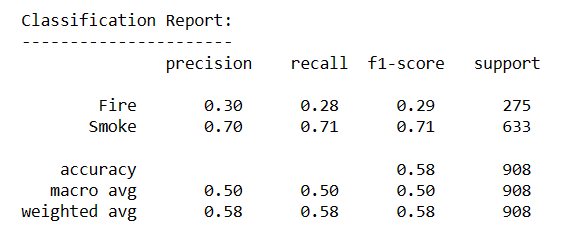 Classification Report:
----------------------
precision recall f1-score support
Fire 0.30 0.28 0.29 275
Smoke 0.70 0.71 0.71 633
accuracy 0.58 908
macro avg 0.50 0.50 0.50 908
weighted avg 0.58 0.58 0.58 908